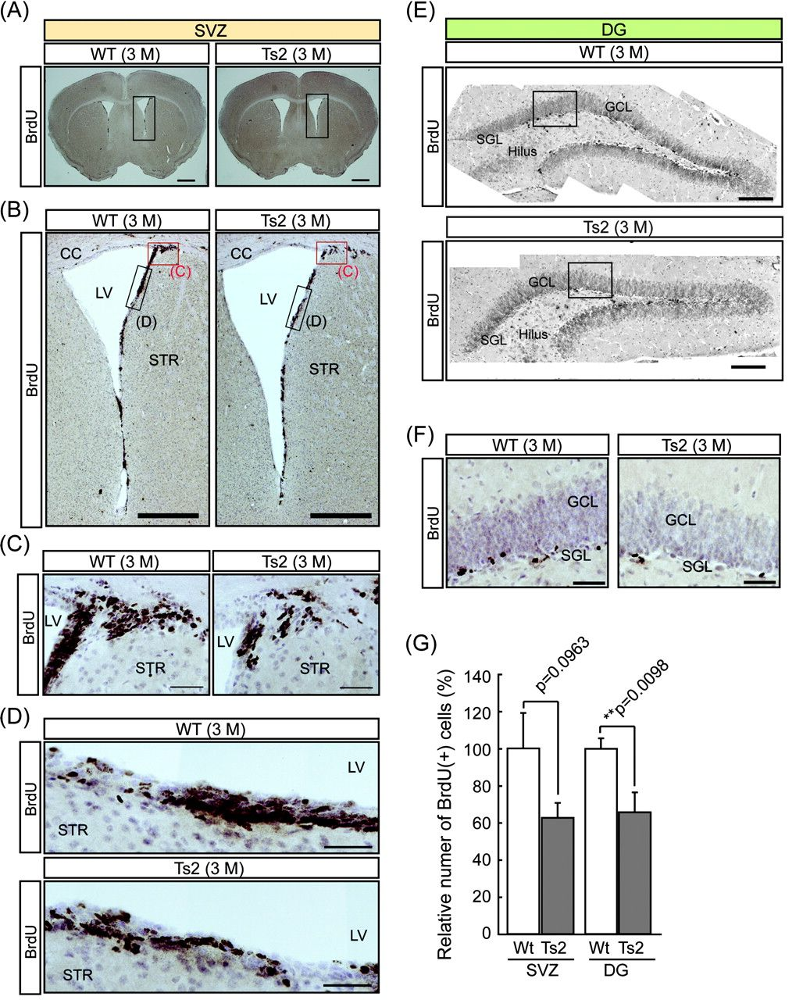 (A)
SVZ
WT (3 M)
Ts2 (3 M)
BrdU
(B)
WT (3 M)
Ts2 (3 M)
BrdU
CC
LV
(C)
(D)
STR
CC
LV
(C)
(D)
STR
(C)
WT (3 M)
Ts2 (3 M)
BrdU
LV
STR
LV
STR
(D)
WT (3 M)
BrdU
LV
STR
Ts2 (3 M)
BrdU
LV
STR
(E)
DG
WT (3 M)
BrdU
GCL
SGL
Hilus
Ts2 (3 M)
BrdU
GCL
SGL
Hilus
(F)
WT (3 M)
Ts2 (3 M)
BrdU
GCL
SGL
GCL
SGL
(G)
Relative numer of BrdU(+) cells (%)
140
120
100
80
60
40
20
0
p=0.0963
**p=0.0098
Wt Ts2 Wt Ts2
SVZ DG